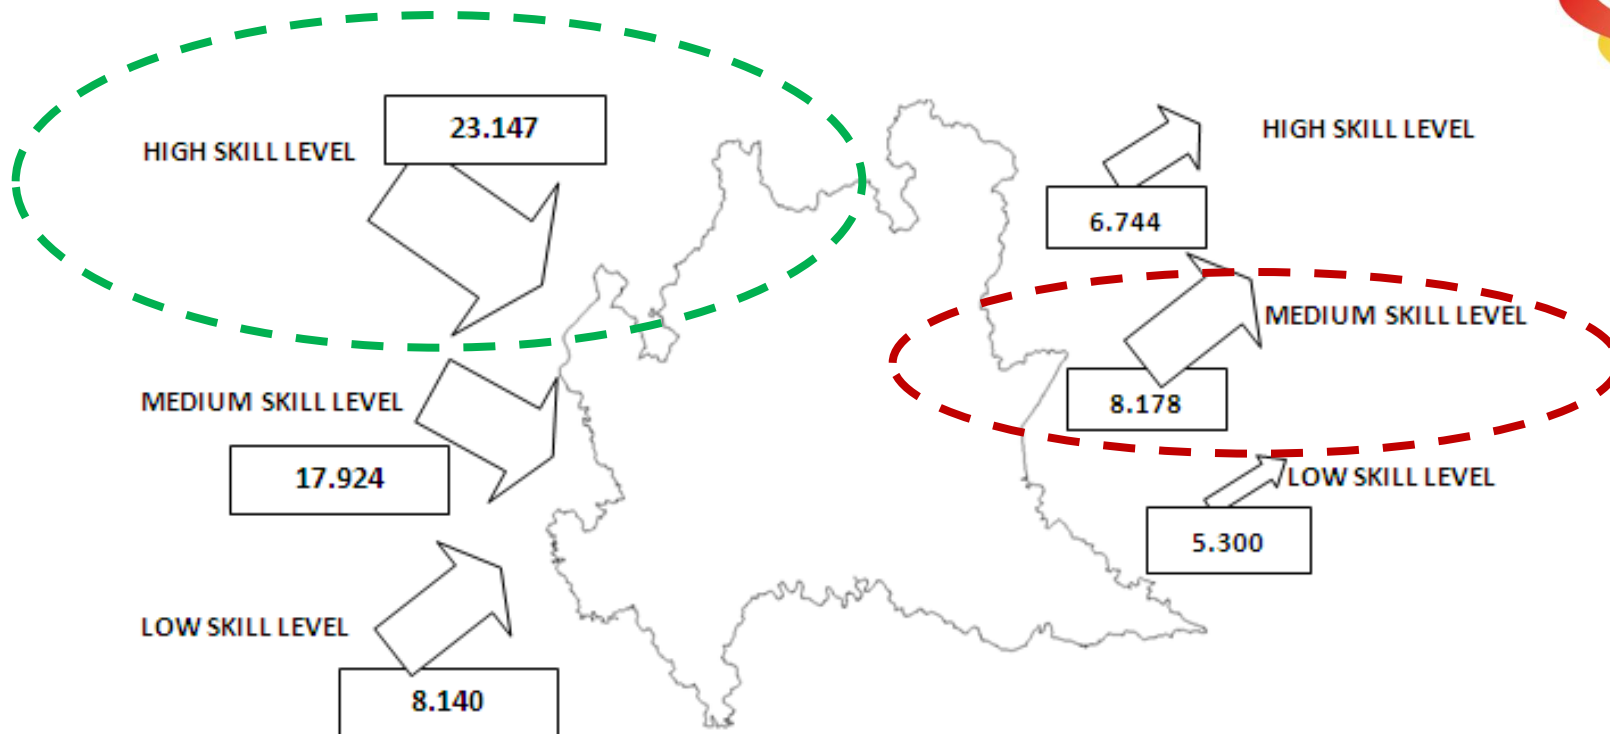 HIGH SKILL LEVEL
23.147
MEDIUM SKILL LEVEL
17.924
LOW SKILL LEVEL
8.140
HIGH SKILL LEVEL
6.744
MEDIUM SKILL LEVEL
8.178
LOW SKILL LEVEL
5.300